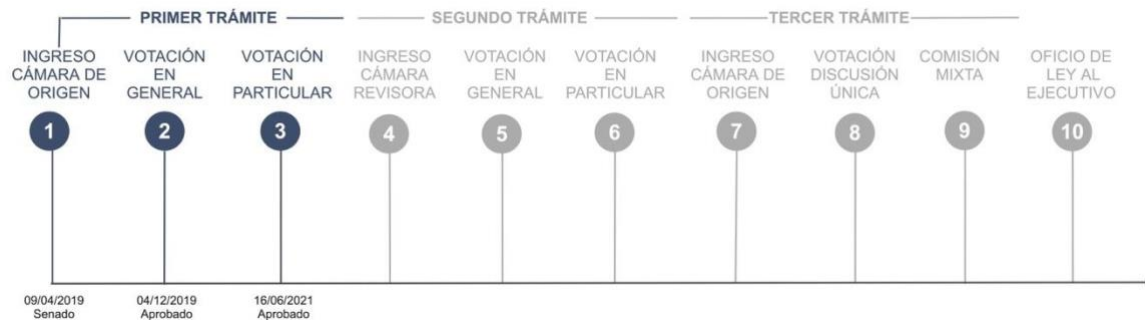 PRIMER TRÁMITE
SEGUNDO TRÁMITE
TERCER TRÁMITE
INGRESO
CÁMARA DE
ORIGEN
VOTACIÓN
EN
GENERAL
VOTACIÓN
EN
PARTICULAR
INGRESO
CÁMARA
REVISORA
VOTACIÓN
EN
GENERAL
VOTACIÓN
EN
PARTICULAR
INGRESO
CÁMARA DE
ORIGEN
VOTACIÓN
DISCUSIÓN
ÚNICA
COMISIÓN
MIXTA
OFICIO DE
LEY AL
EJECUTIVO
1
2
3
4
5
6
7
8
9
10
09/04/2019
Senado
04/12/2019
Aprobado
16/06/2021
Aprobado